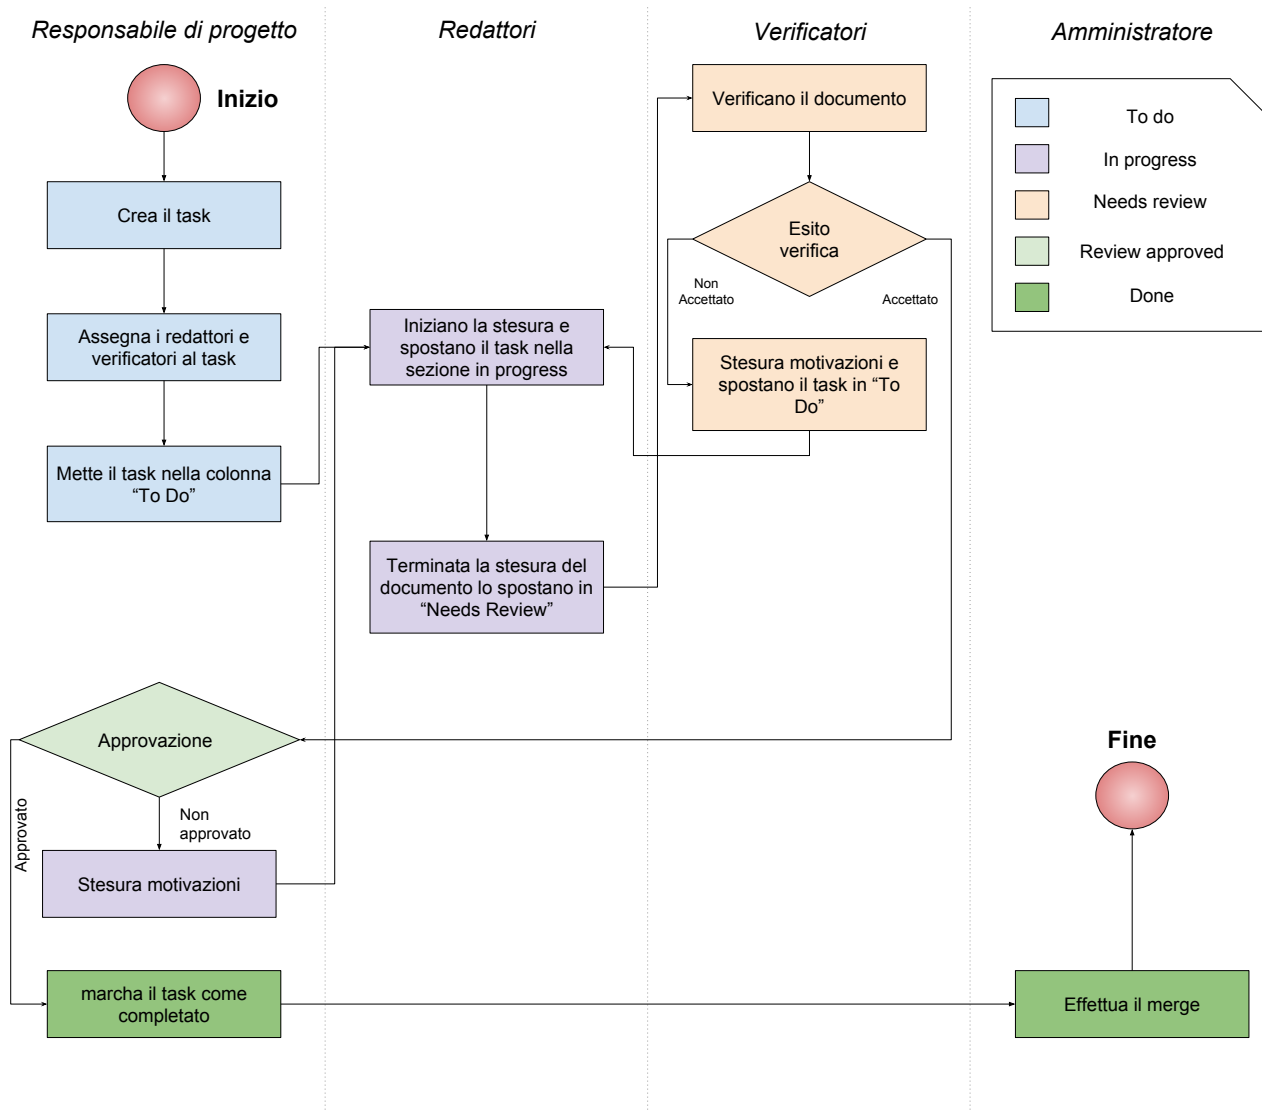 Responsabile di progetto
Redattori
Verificatori
Amministratore
Inizio
Verificano il documento
To do
In progress
Needs review
Review approved
Done
Crea il task
Esito
verifica
Non
Accettato
Accettato
Assegna i redattori e
verificatori al task
Iniziano la stesura e
spostano il task nella
sezione in progress
Stesura motivazioni e
spostano il task in “To
Do”
Mette il task nella colonna
“To Do”
Terminata la stesura del
documento lo spostano in
“Needs Review”
Approvazione
Fine
Approvato
Non
approvato
Stesura motivazioni
marcha il task come
completato
Effettua il merge